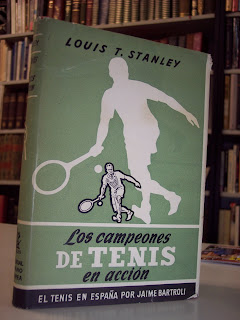 LOUIS T. STANLEY
Los campeones
DE TENIS
en acción
EL TENIS EN ESPAÑA POR JAIME BARTROLI